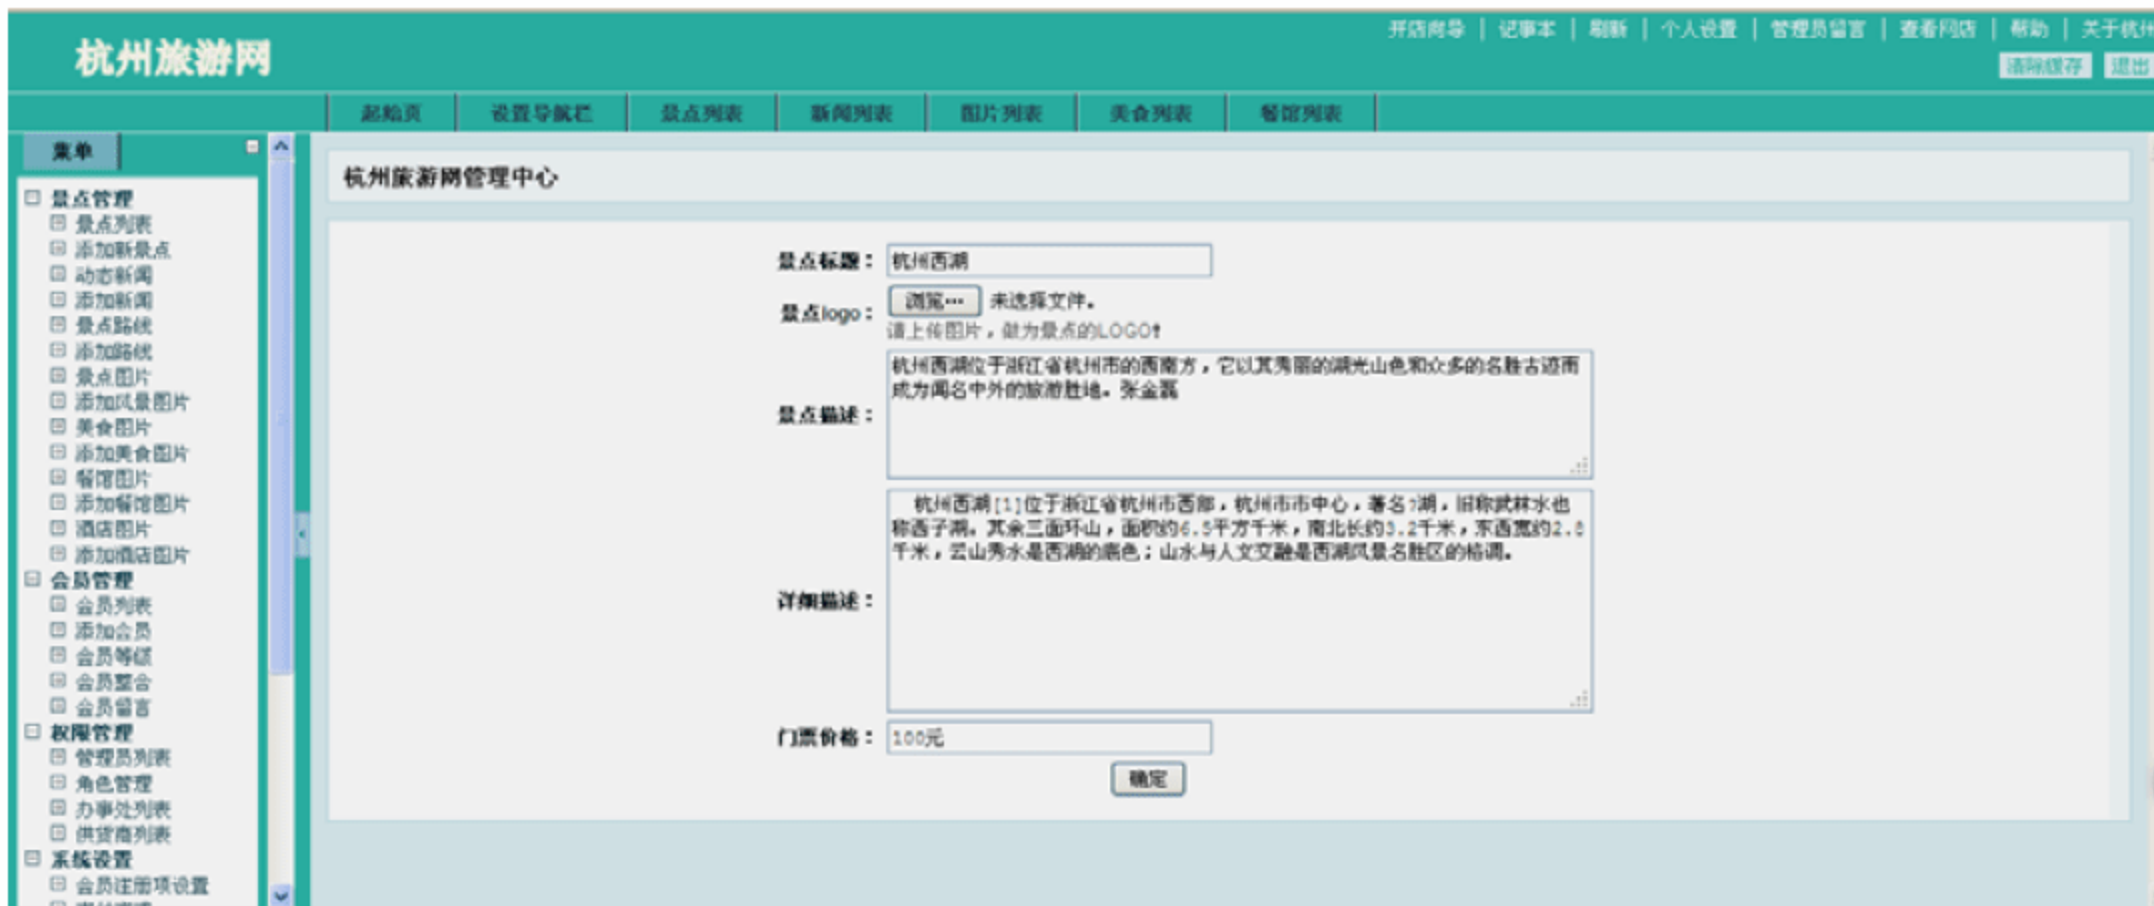 开店向导 | 记事本 | 刷新 | 个人设置 | 管理员留言 | 查看网店 | 帮助 | 关于杭州
杭州旅游网
清除缓存 退出
起始页 设置导航栏 景点列表 新闻列表 图片列表 美食列表 餐馆列表
菜单
景点管理
景点列表
添加新景点
动态新闻
添加新闻
景点路线
添加路线
景点图片
添加风景图片
美食图片
添加美食图片
餐馆图片
添加餐馆图片
酒店图片
添加酒店图片
会员管理
会员列表
添加会员
会员等级
会员整合
会员留言
权限管理
管理员列表
角色管理
办事处列表
供货商列表
系统设置
会员注册项设置
杭州旅游网管理中心
景点标题： 杭州西湖
景点logo： 浏览… 未选择文件。
请上传图片，做为景点的LOGO!
景点描述：
杭州西湖位于浙江省杭州市的西南方，它以其秀丽的湖光山色和众多的名胜古迹而
成为闻名中外的旅游胜地。张金磊
详细描述：
杭州西湖[1]位于浙江省杭州市西部，杭州市市中心，著名?湖，旧称武林水也
称西子湖。其余三面环山，面积约6.5平方千米，南北长约3.2千米，东西宽约2.8
千米，云山秀水是西湖的底色；山水与人文交融是西湖风景名胜区的格调。
门票价格： 100元
确定